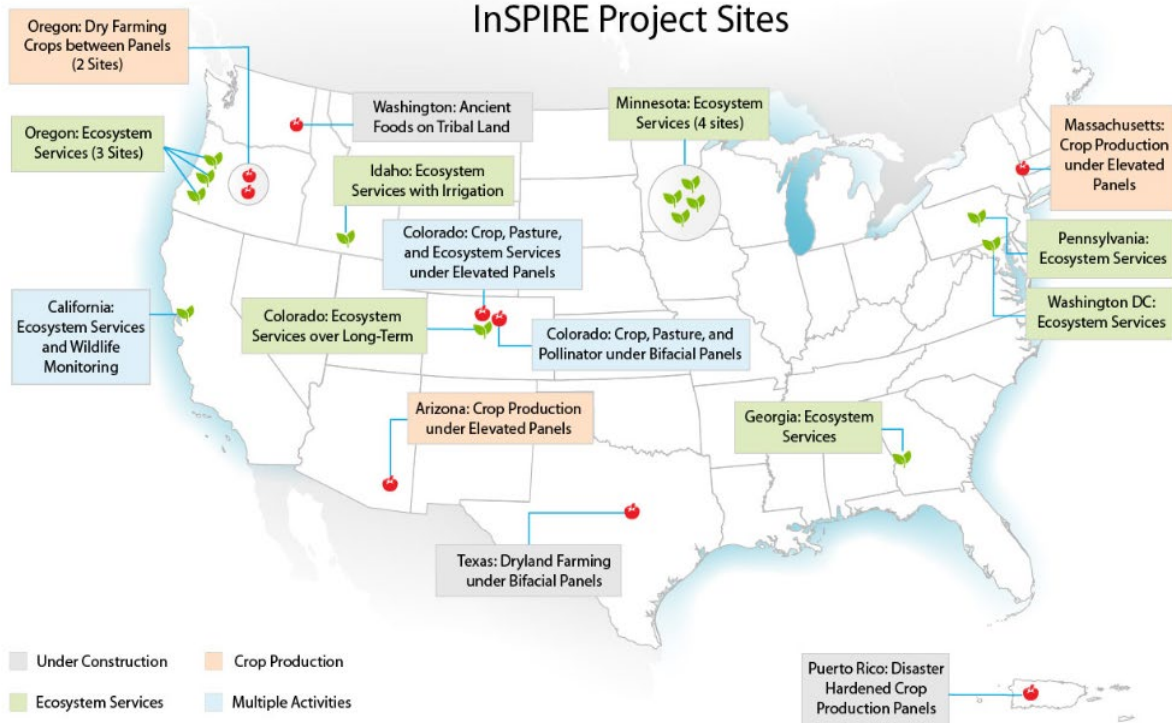 InSPIRE Project Sites
Oregon: Dry Farming
Crops between Panels
(2 Sites)
Washington: Ancient
Foods on Tribal Land
Minnesota: Ecosystem
Services (4 sites)
Massachusetts:
Crop Production
under Elevated
Panels
Oregon: Ecosystem
Services (3 Sites)
Idaho: Ecosystem
Services with Irrigation
Colorado: Crop, Pasture,
and Ecosystem Services
under Elevated Panels
Pennsylvania:
Ecosystem Services
California:
Ecosystem Services
and Wildlife
Monitoring
Colorado: Ecosystem
Services over Long-Term
Colorado: Crop, Pasture, and
Pollinator under Bifacial Panels
Washington DC:
Ecosystem Services
Arizona: Crop Production
under Elevated Panels
Georgia: Ecosystem
Services
Texas: Dryland Farming
under Bifacial Panels
Under Construction
Crop Production
Ecosystem Services
Multiple Activities
Puerto Rico: Disaster
Hardened Crop
Production Panels